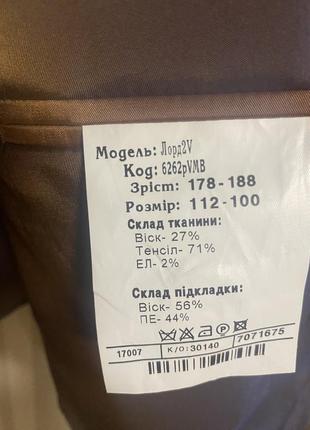 Модель: Лорд2V
Код: 6262рVМВ
Зріст: 178-188
Розмір: 112-100
Склад тканини:
Віск- 27%
Тенсіл- 71%
ЕЛ- 2%
Склад підкладки:
Віск- 56%
ПЕ- 44%
17007 К/О:30140 7071675